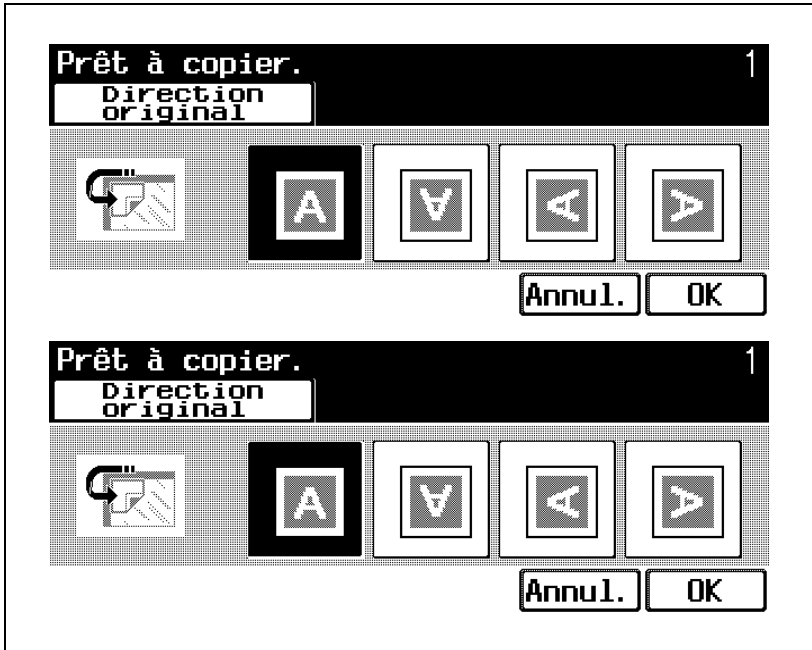 Prêt à copier. 1
Direction
original
A A A A
Annul. OK
Prêt à copier. 1
Direction
original
A A A A
Annul. OK